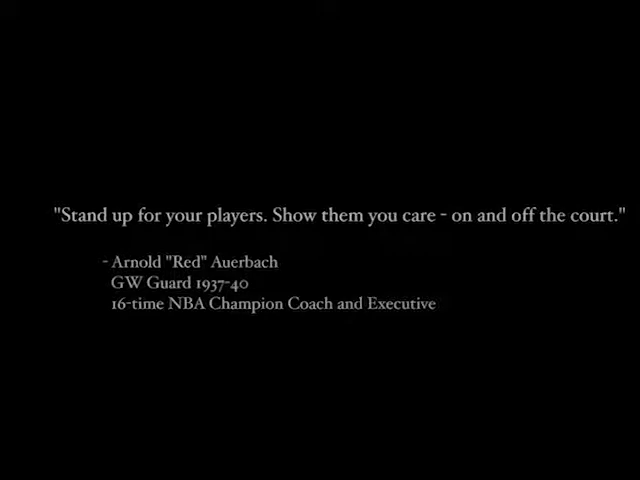 "Stand up for your players. Show them you care - on and off the court."
- Arnold "Red" Auerbach
GW Guard 1937-40
16-time NBA Champion Coach and Executive